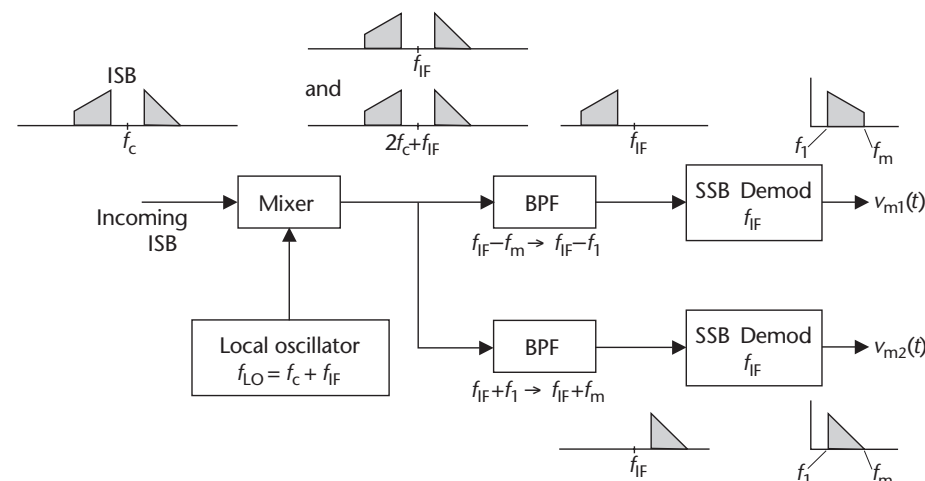 ISB
f_c
f_IF
and
2f_c+f_IF
f_IF
f_1 f_m
Incoming
ISB
Mixer
BPF
f_IF−f_m → f_IF−f_1
SSB Demod
f_IF
v_m1(t)
Local oscillator
f_LO = f_c + f_IF
BPF
f_IF+f_1 → f_IF+f_m
SSB Demod
f_IF
v_m2(t)
f_IF
f_1 f_m